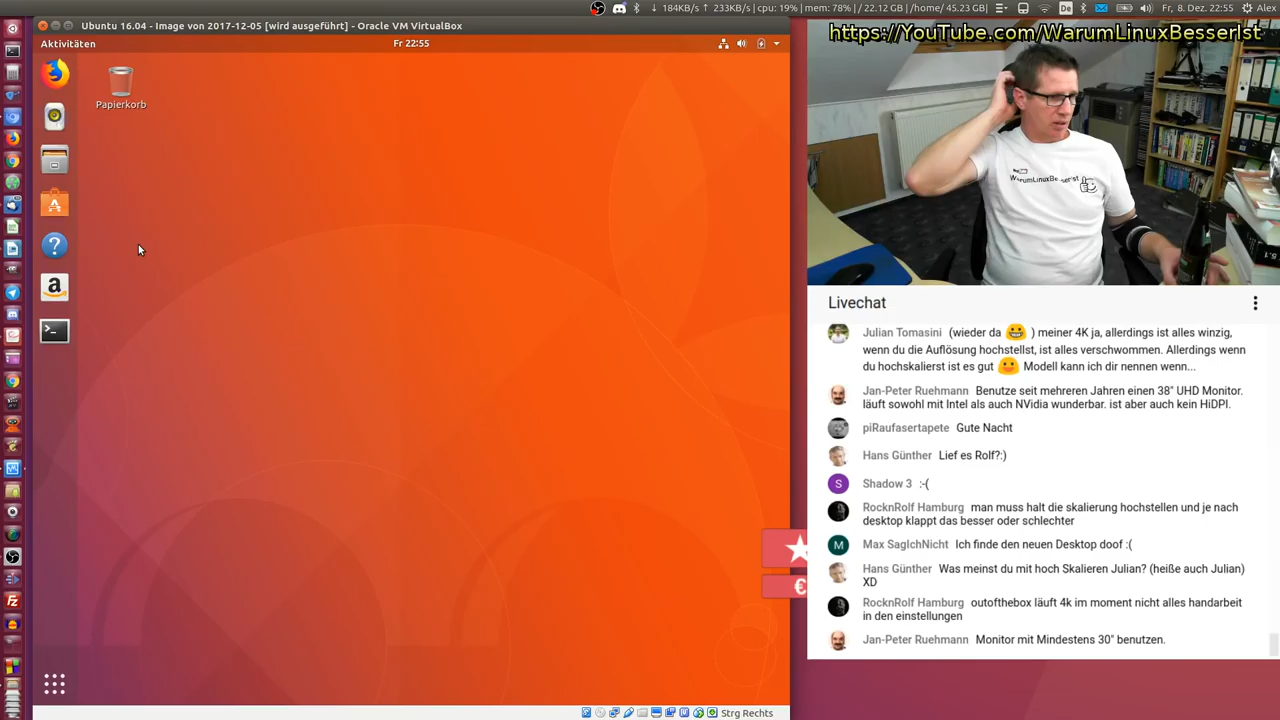 184KB/s 233KB/s cpu: 19% mem: 78% / 22.12 GB /home/45.23 GB De Fr, 8. Dez, 22:55 Alex
Ubuntu 16.04 - Image von 2017-12-05 [wird ausgeführt] - Oracle VM VirtualBox
https://YouTube.com/WarumLinuxBesserIst
Aktivitäten
Fr 22:55
Papierkorb
WarumLinuxBesserIst
5.1
Livechat
Julian Tomasini (wieder da ) meiner 4K ja, allerdings ist alles winzig,
wenn du die Auflösung hochstellst, ist alles verschwommen. Allerdings wenn
du hochskalierst ist es gut Modell kann ich dir nennen wenn...
Jan-Peter Ruehmann Benutze seit mehreren Jahren einen 38" UHD Monitor.
läuft sowohl mit Intel als auch NVidia wunderbar. ist aber auch kein HiDPI.
piRaufasertapete Gute Nacht
Hans Günther Lief es Rolf?:)
S Shadow 3 :-(
RocknRolf Hamburg man muss halt die skalierung hochstellen und je nach
desktop klappt das besser oder schlechter
M Max SagIchNicht Ich finde den neuen Desktop doof :(
Hans Günther Was meinst du mit hoch Skalieren Julian? (heiße auch Julian)
XD
RocknRolf Hamburg outofthebox läuft 4k im moment nicht alles handarbeit
in den einstellungen
Jan-Peter Ruehmann Monitor mit Mindestens 30" benutzen.
€
Strg Rechts